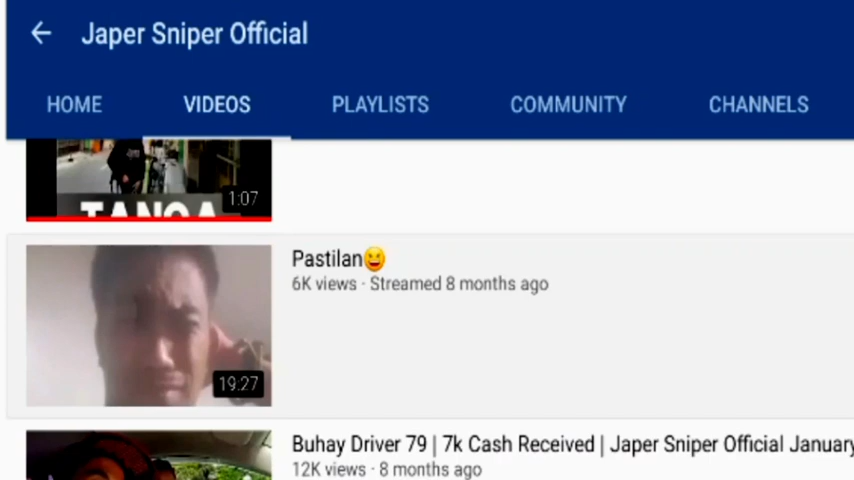 Japer Sniper Official
HOME VIDEOS PLAYLISTS COMMUNITY CHANNELS
1:07
Pastilan😆
6K views · Streamed 8 months ago
19:27
Buhay Driver 79 | 7k Cash Received | Japer Sniper Official January
12K views · 8 months ago